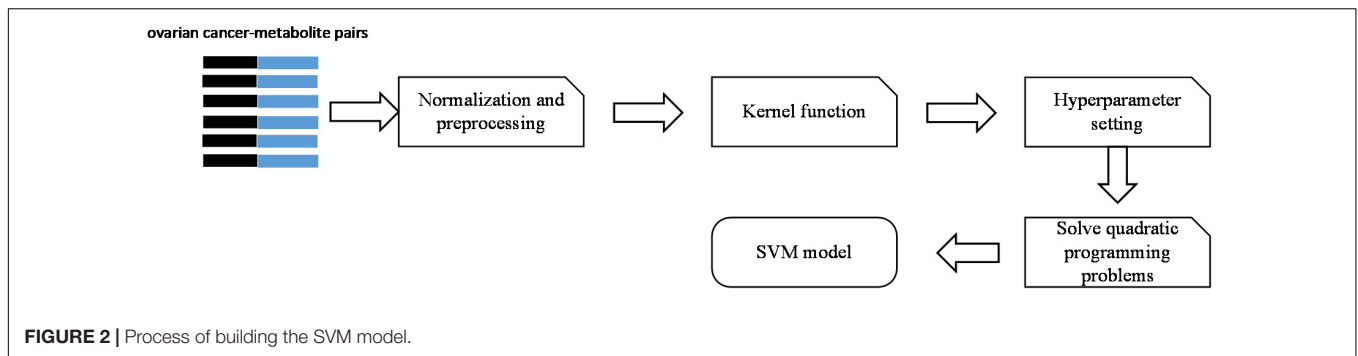 ovarian cancer-metabolite pairs
Normalization and
preprocessing
Kernel function
Hyperparameter
setting
Solve quadratic
programming
problems
SVM model
FIGURE 2 | Process of building the SVM model.